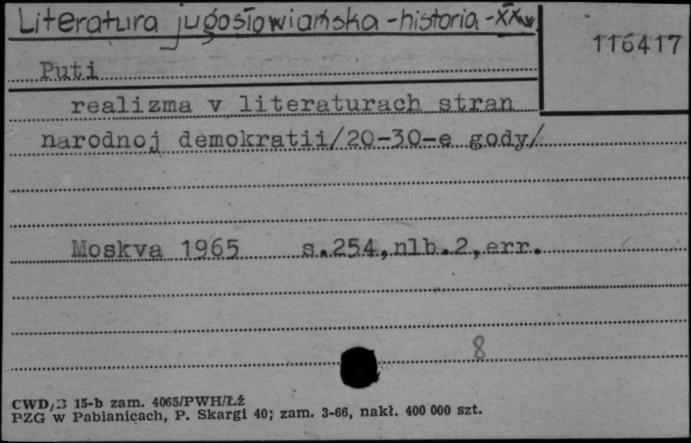 Literatura jugosłowiańska - historia - XX w.
116417
Puti
realizma v literaturach stran
narodnoj demokratii/20-30-e gody/
Moskva 1965 s.254,nlb.2,err.
8
CWD/3 15-b zam. 4065/PWH/Łź
PZG w Pabianicach, P. Skargi 40; zam. 3-66, nakł. 400 000 szt.